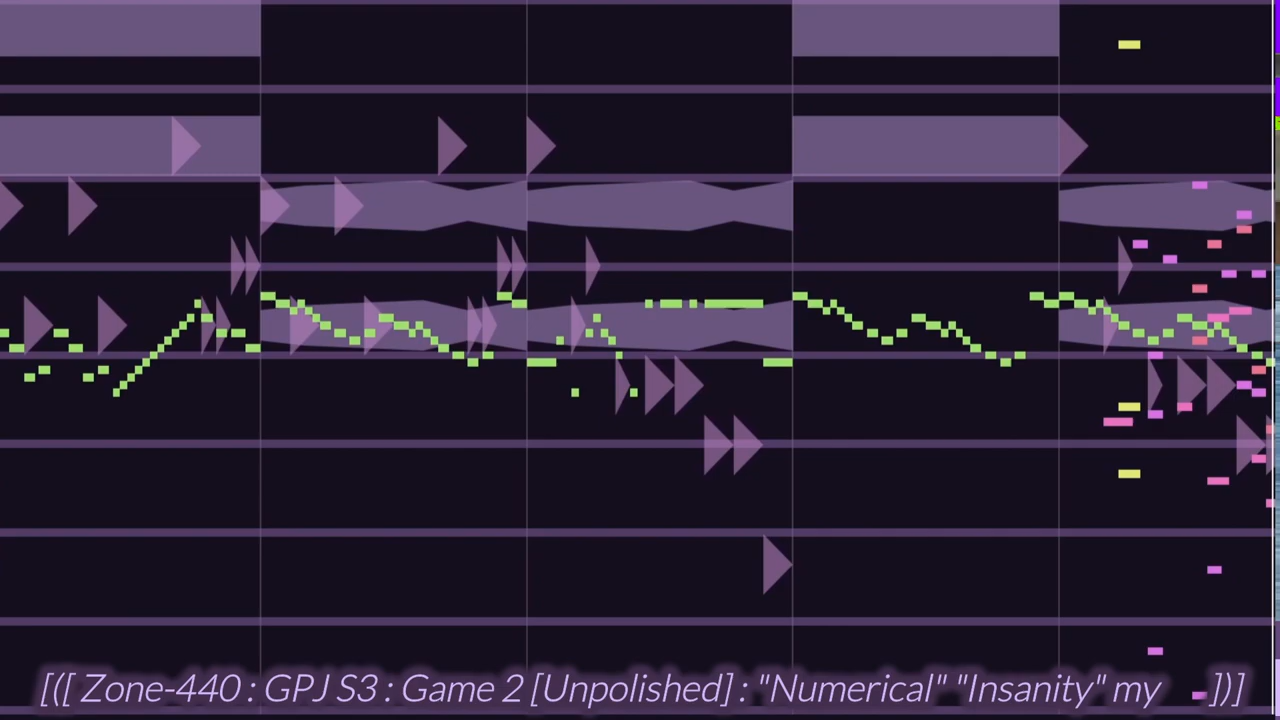 [([ Zone-440 : GPJ S3 : Game 2 [Unpolished] : "Numerical" "Insanity" my ])]